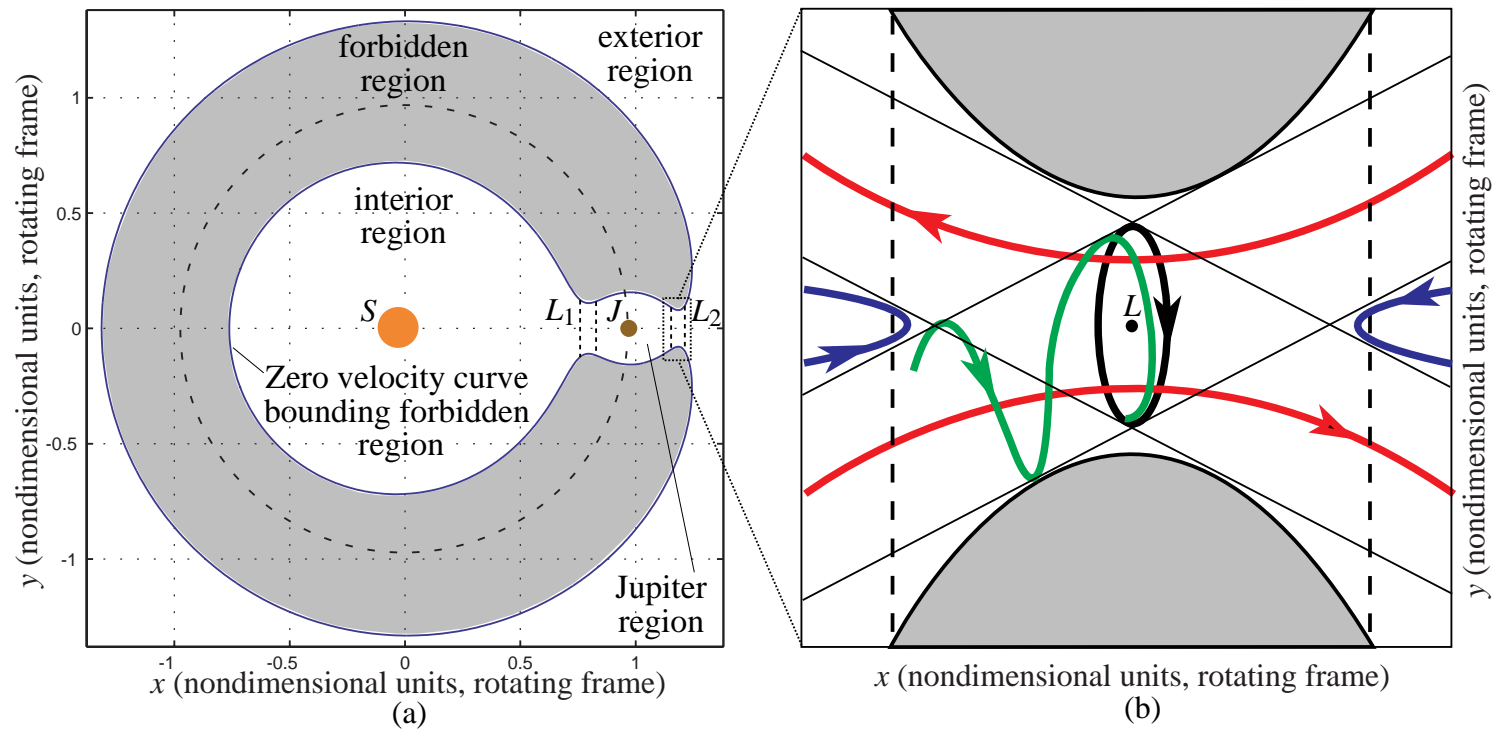 forbidden
region
exterior
region
interior
region
S
L1
J
L2
Zero velocity curve
bounding forbidden
region
Jupiter
region
1
0.5
0
-0.5
-1
-1
-0.5
0
0.5
1
y (nondimensional units, rotating frame)
x (nondimensional units, rotating frame)
(a)
L
y (nondimensional units, rotating frame)
x (nondimensional units, rotating frame)
(b)